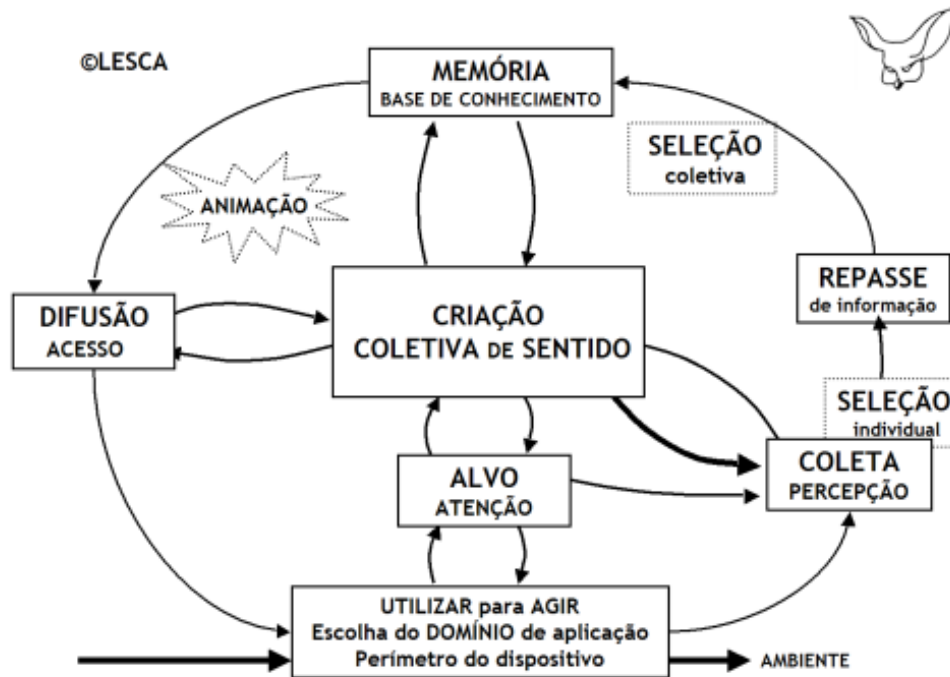 ©LESCA
MEMÓRIA
BASE DE CONHECIMENTO
SELEÇÃO
coletiva
ANIMAÇÃO
REPASSE
de informação
DIFUSÃO
ACESSO
CRIAÇÃO
COLETIVA DE SENTIDO
SELEÇÃO
individual
COLETA
PERCEPÇÃO
ALVO
ATENÇÃO
UTILIZAR para AGIR
Escolha do DOMÍNIO de aplicação
Perímetro do dispositivo
AMBIENTE